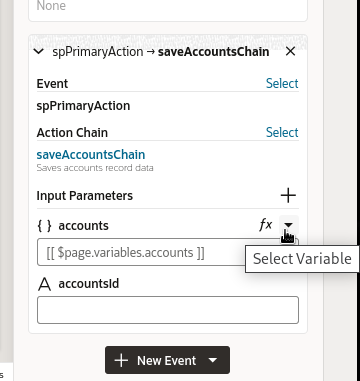 None
spPrimaryAction → saveAccountsChain
Event Select
spPrimaryAction
Action Chain Select
saveAccountsChain
Saves accounts record data
Input Parameters
{ } accounts fx
[[ $page.variables.accounts ]]
Select Variable
A accountsId
New Event
s